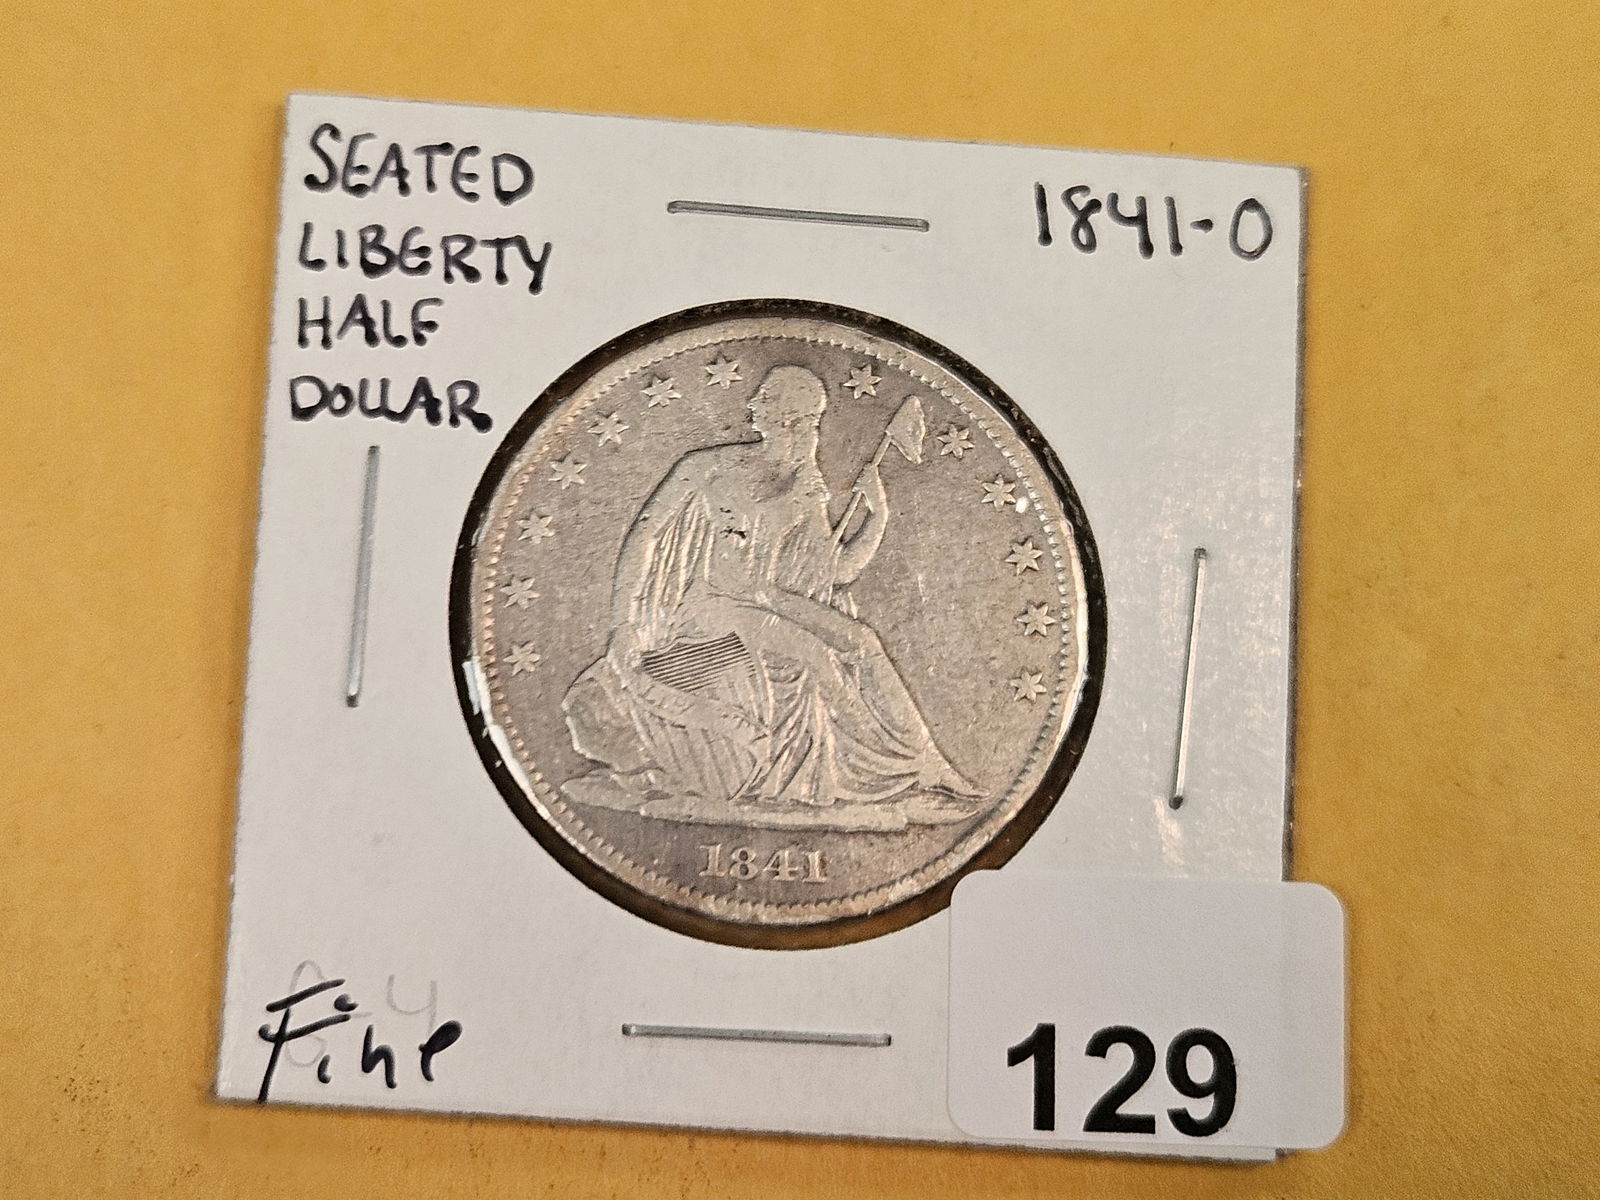 SEATED
LIBERTY
HALF
DOLLAR
1841-O
1841
Fine
129